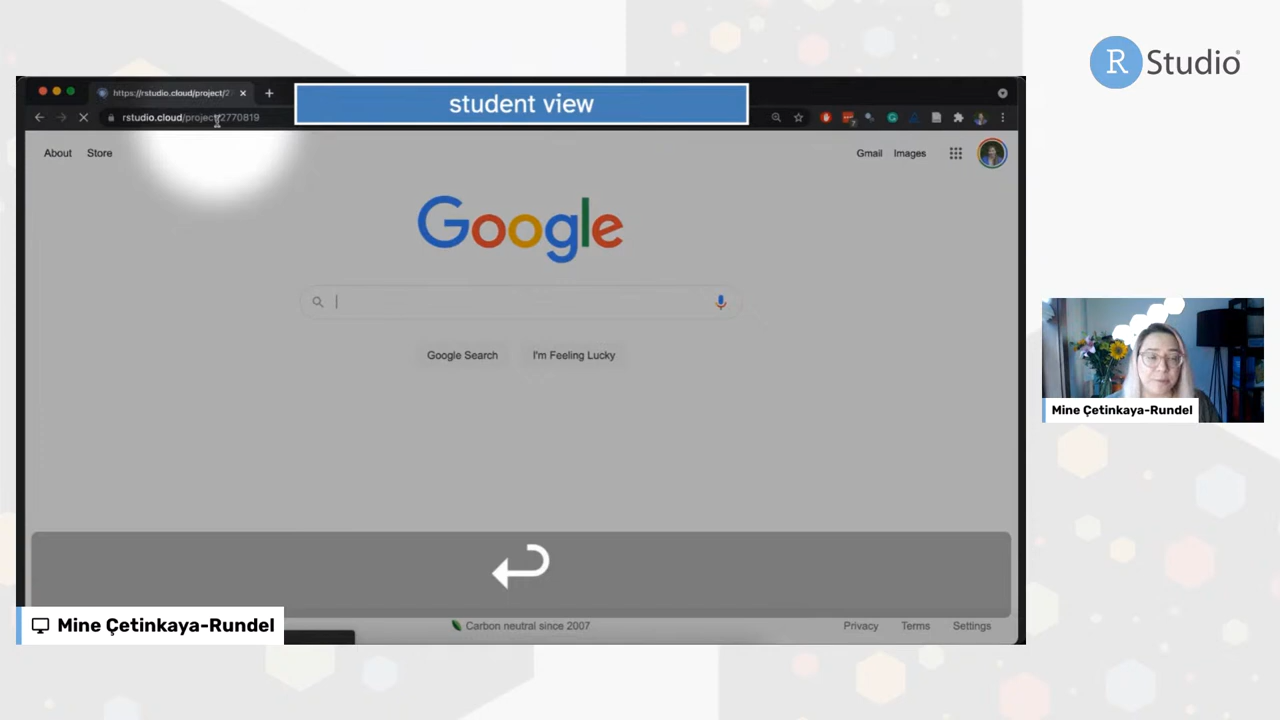 R Studio
https://rstudio.cloud/project/2
student view
rstudio.cloud/project/2770819
About Store
Gmail Images
Google
Google Search I'm Feeling Lucky
Mine Çetinkaya-Rundel
Mine Çetinkaya-Rundel
Carbon neutral since 2007
Privacy Terms Settings